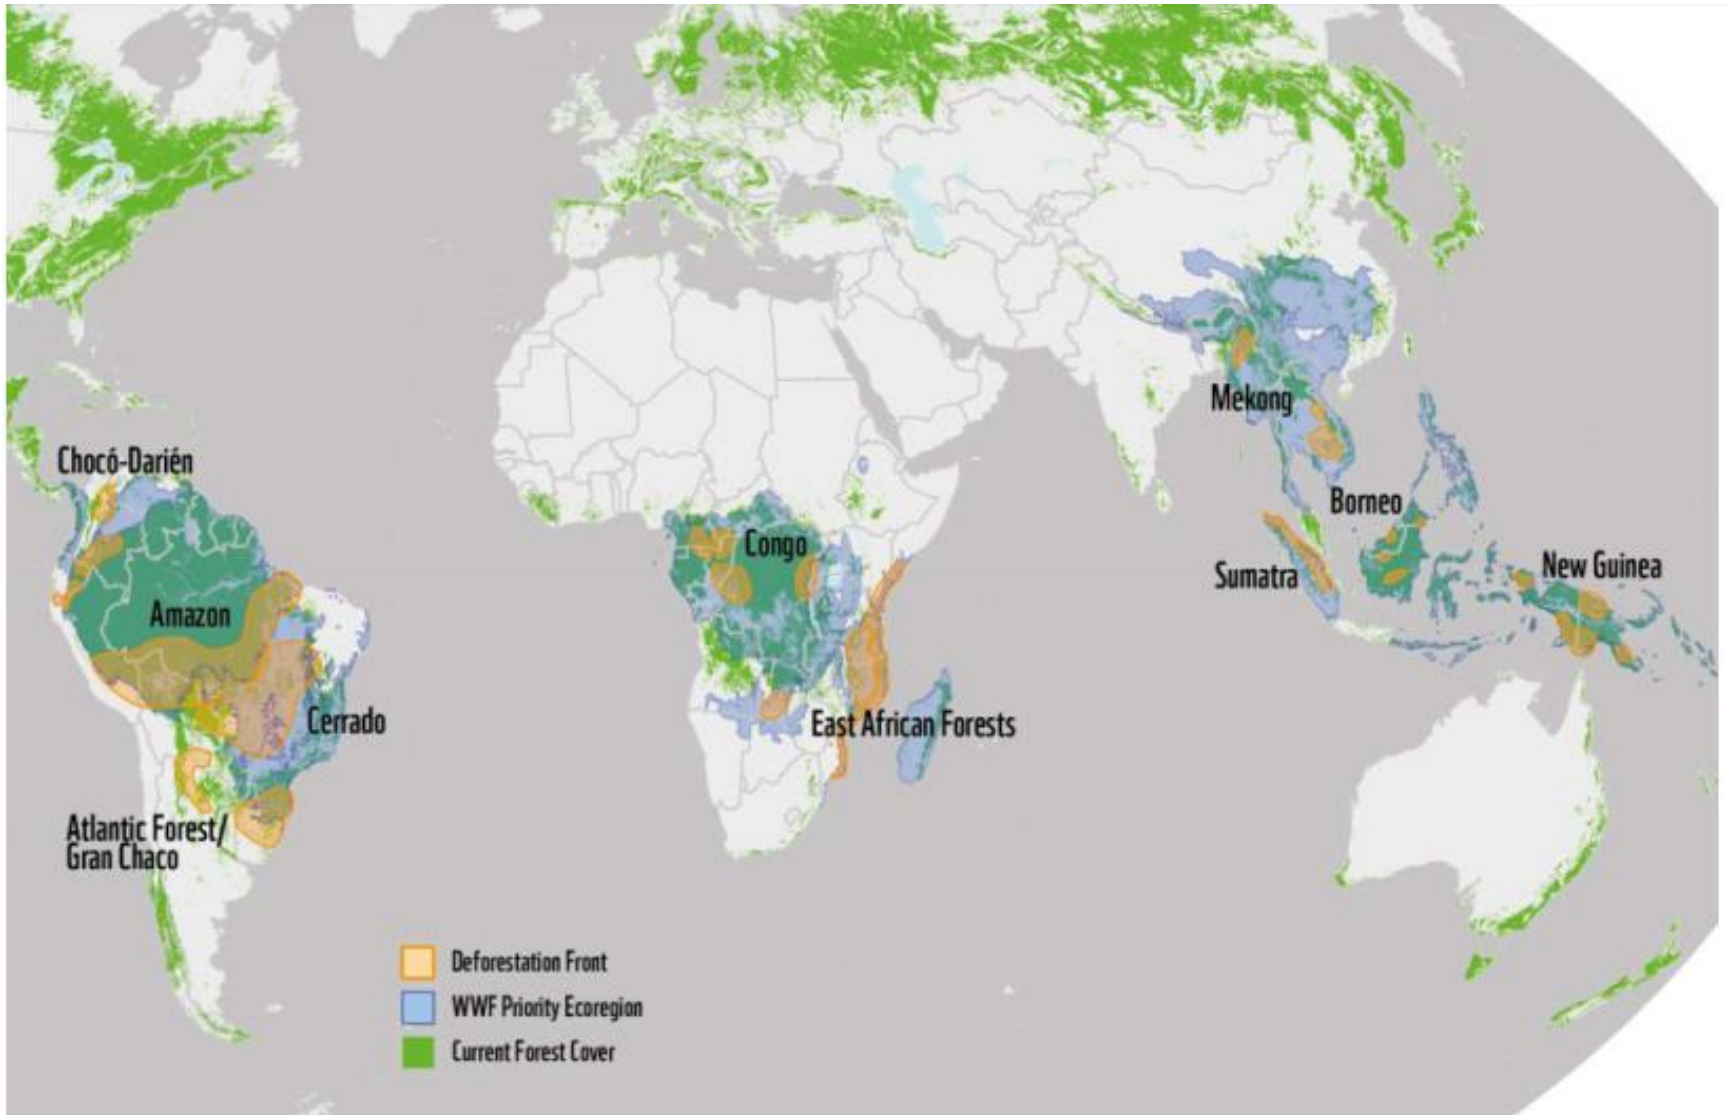 Mekong
Chocó-Darién
Borneo
Congo
New Guinea
Sumatra
Amazon
Cerrado
East African Forests
Atlantic Forest/
Gran Chaco
Deforestation Front
WWF Priority Ecoregion
Current Forest Cover